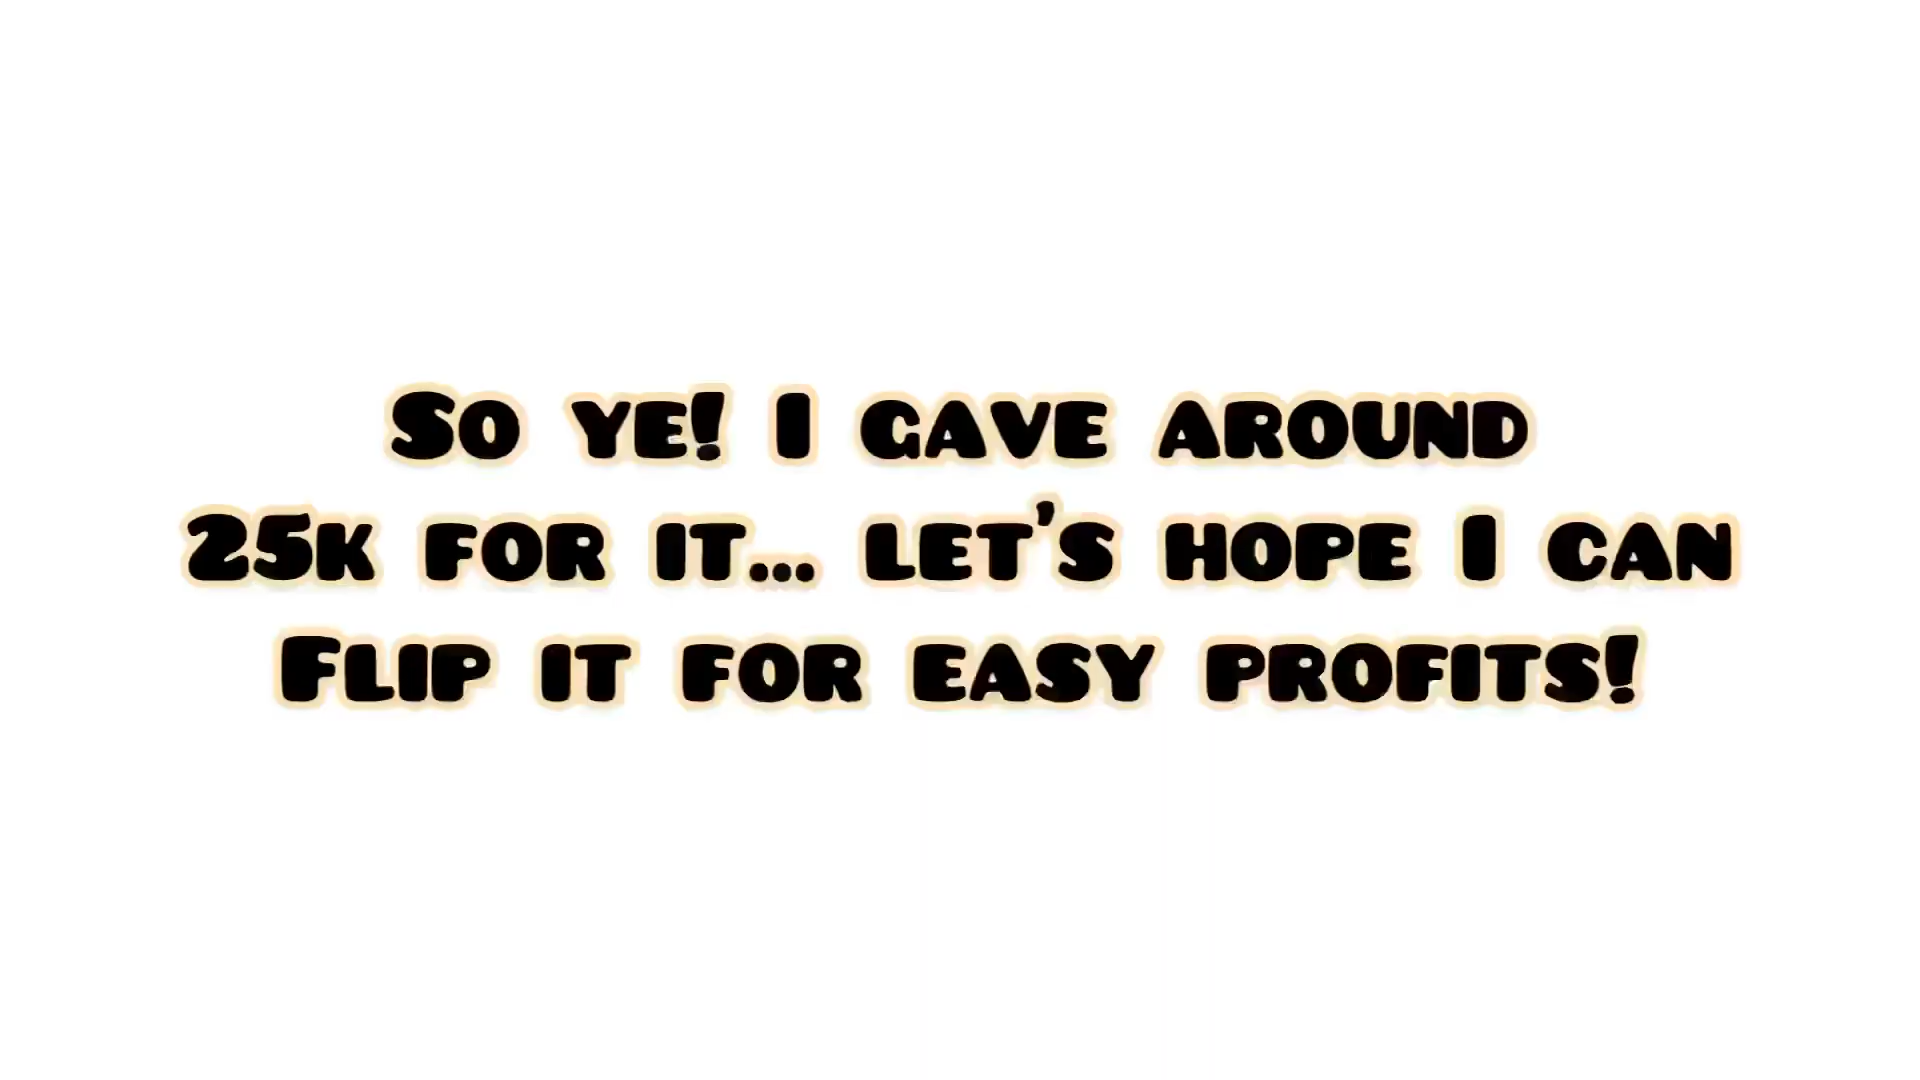 So ye! I gave around
25k for it... let's hope I can
Flip it for easy profits!